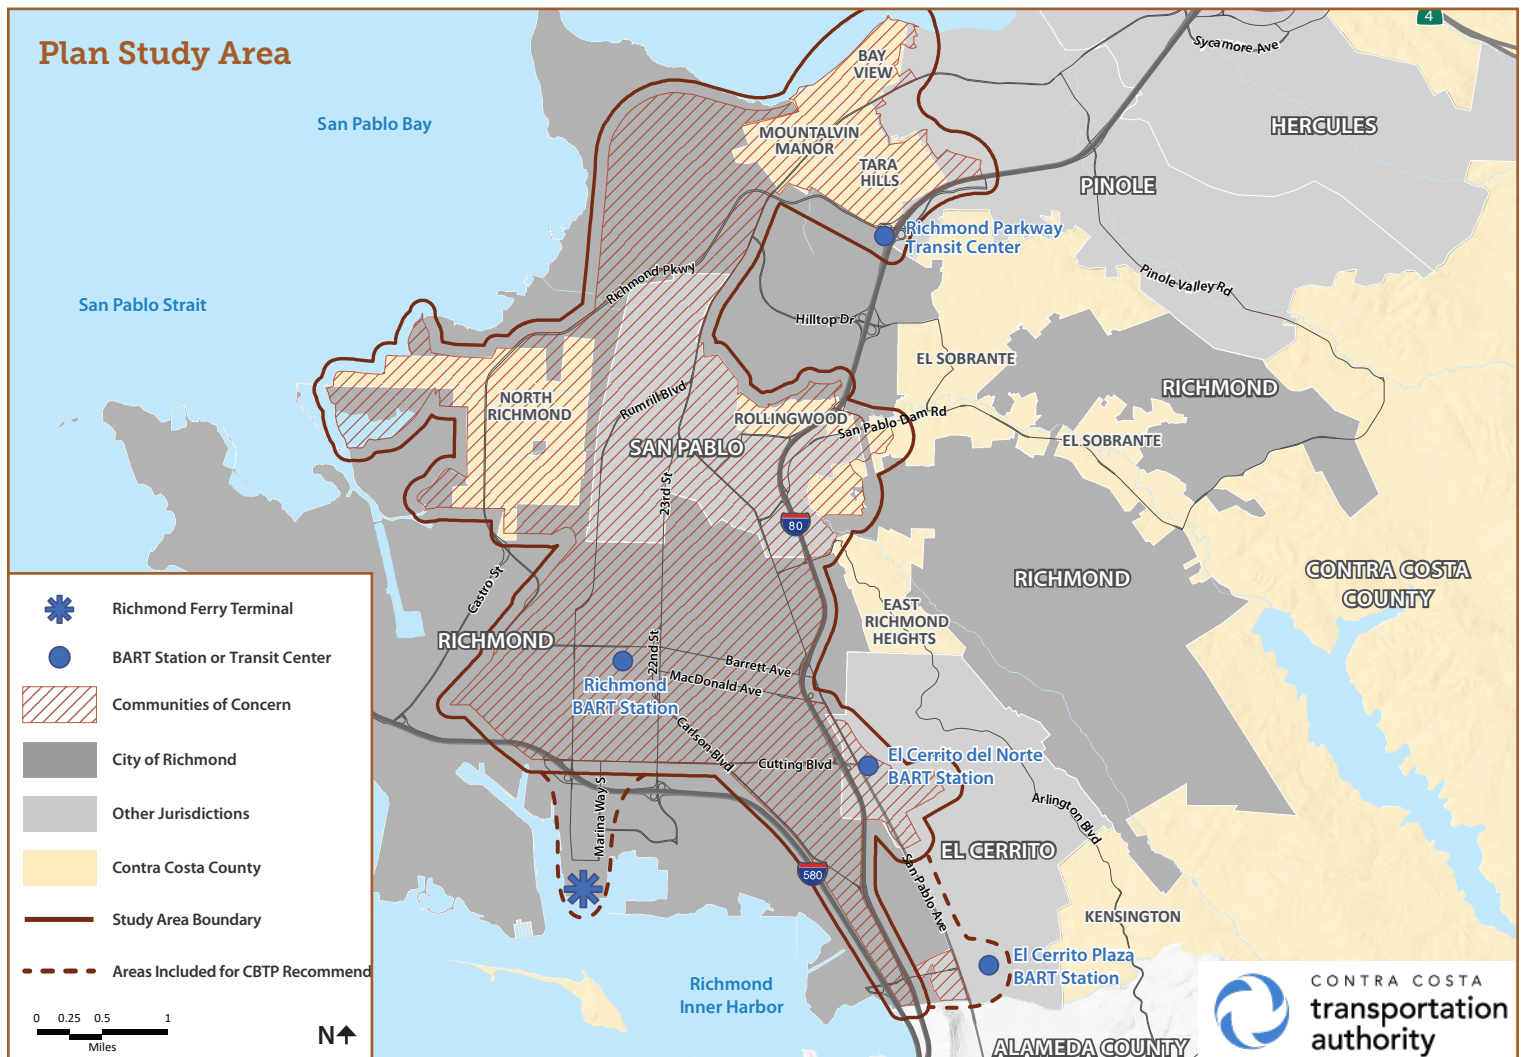 Plan Study Area
4
Sycamore Ave
BAY
VIEW
San Pablo Bay
HERCULES
MOUNTALVIN
MANOR
TARA
HILLS
PINOLE
Richmond Parkway
Transit Center
Richmond Pkwy
Pinole Valley Rd
San Pablo Strait
Hilltop Dr
EL SOBRANTE
RICHMOND
NORTH
RICHMOND
Rumrill Blvd
ROLLINGWOOD
San Pablo Dam Rd
SAN PABLO
EL SOBRANTE
23rd St
80
CONTRA COSTA
COUNTY
RICHMOND
Castro St
EAST
RICHMOND
HEIGHTS
RICHMOND
22nd St
Barrett Ave
MacDonald Ave
Richmond
BART Station
Carlson Blvd
Cutting Blvd
El Cerrito del Norte
BART Station
Marina Way S
Arlington Blvd
EL CERRITO
580
San Pablo Ave
KENSINGTON
El Cerrito Plaza
BART Station
Richmond
Inner Harbor
ALAMEDA COUNTY
Richmond Ferry Terminal
BART Station or Transit Center
Communities of Concern
City of Richmond
Other Jurisdictions
Contra Costa County
Study Area Boundary
Areas Included for CBTP Recommend
0 0.25 0.5 1
Miles
N
CONTRA COSTA
transportation
authority